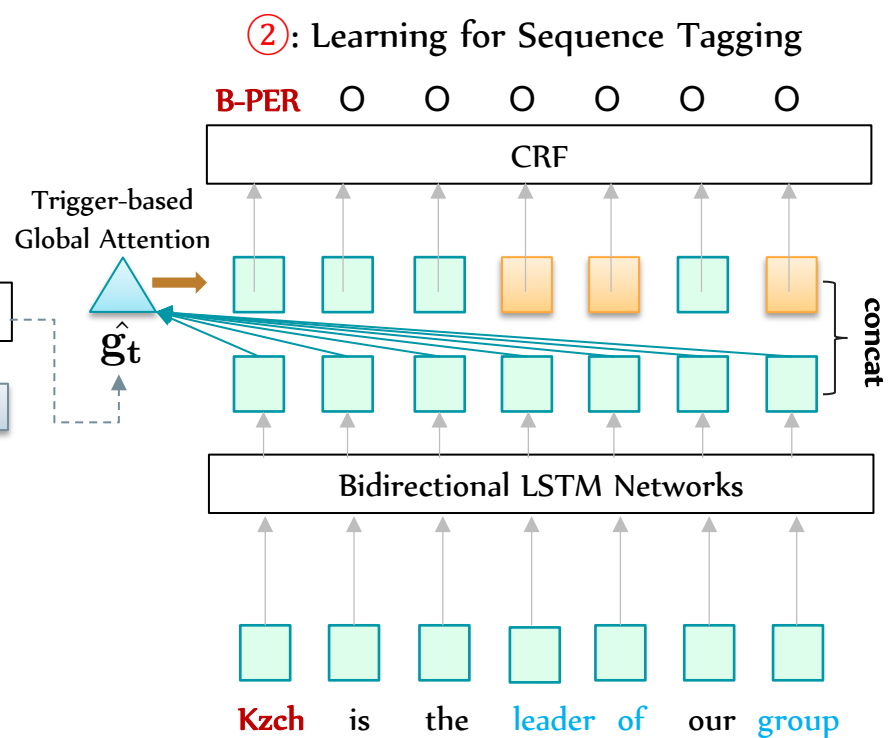 ②: Learning for Sequence Tagging
B-PER O O O O O O
CRF
Trigger-based
Global Attention
ĝt
concat
Bidirectional LSTM Networks
Kzch is the leader of our group